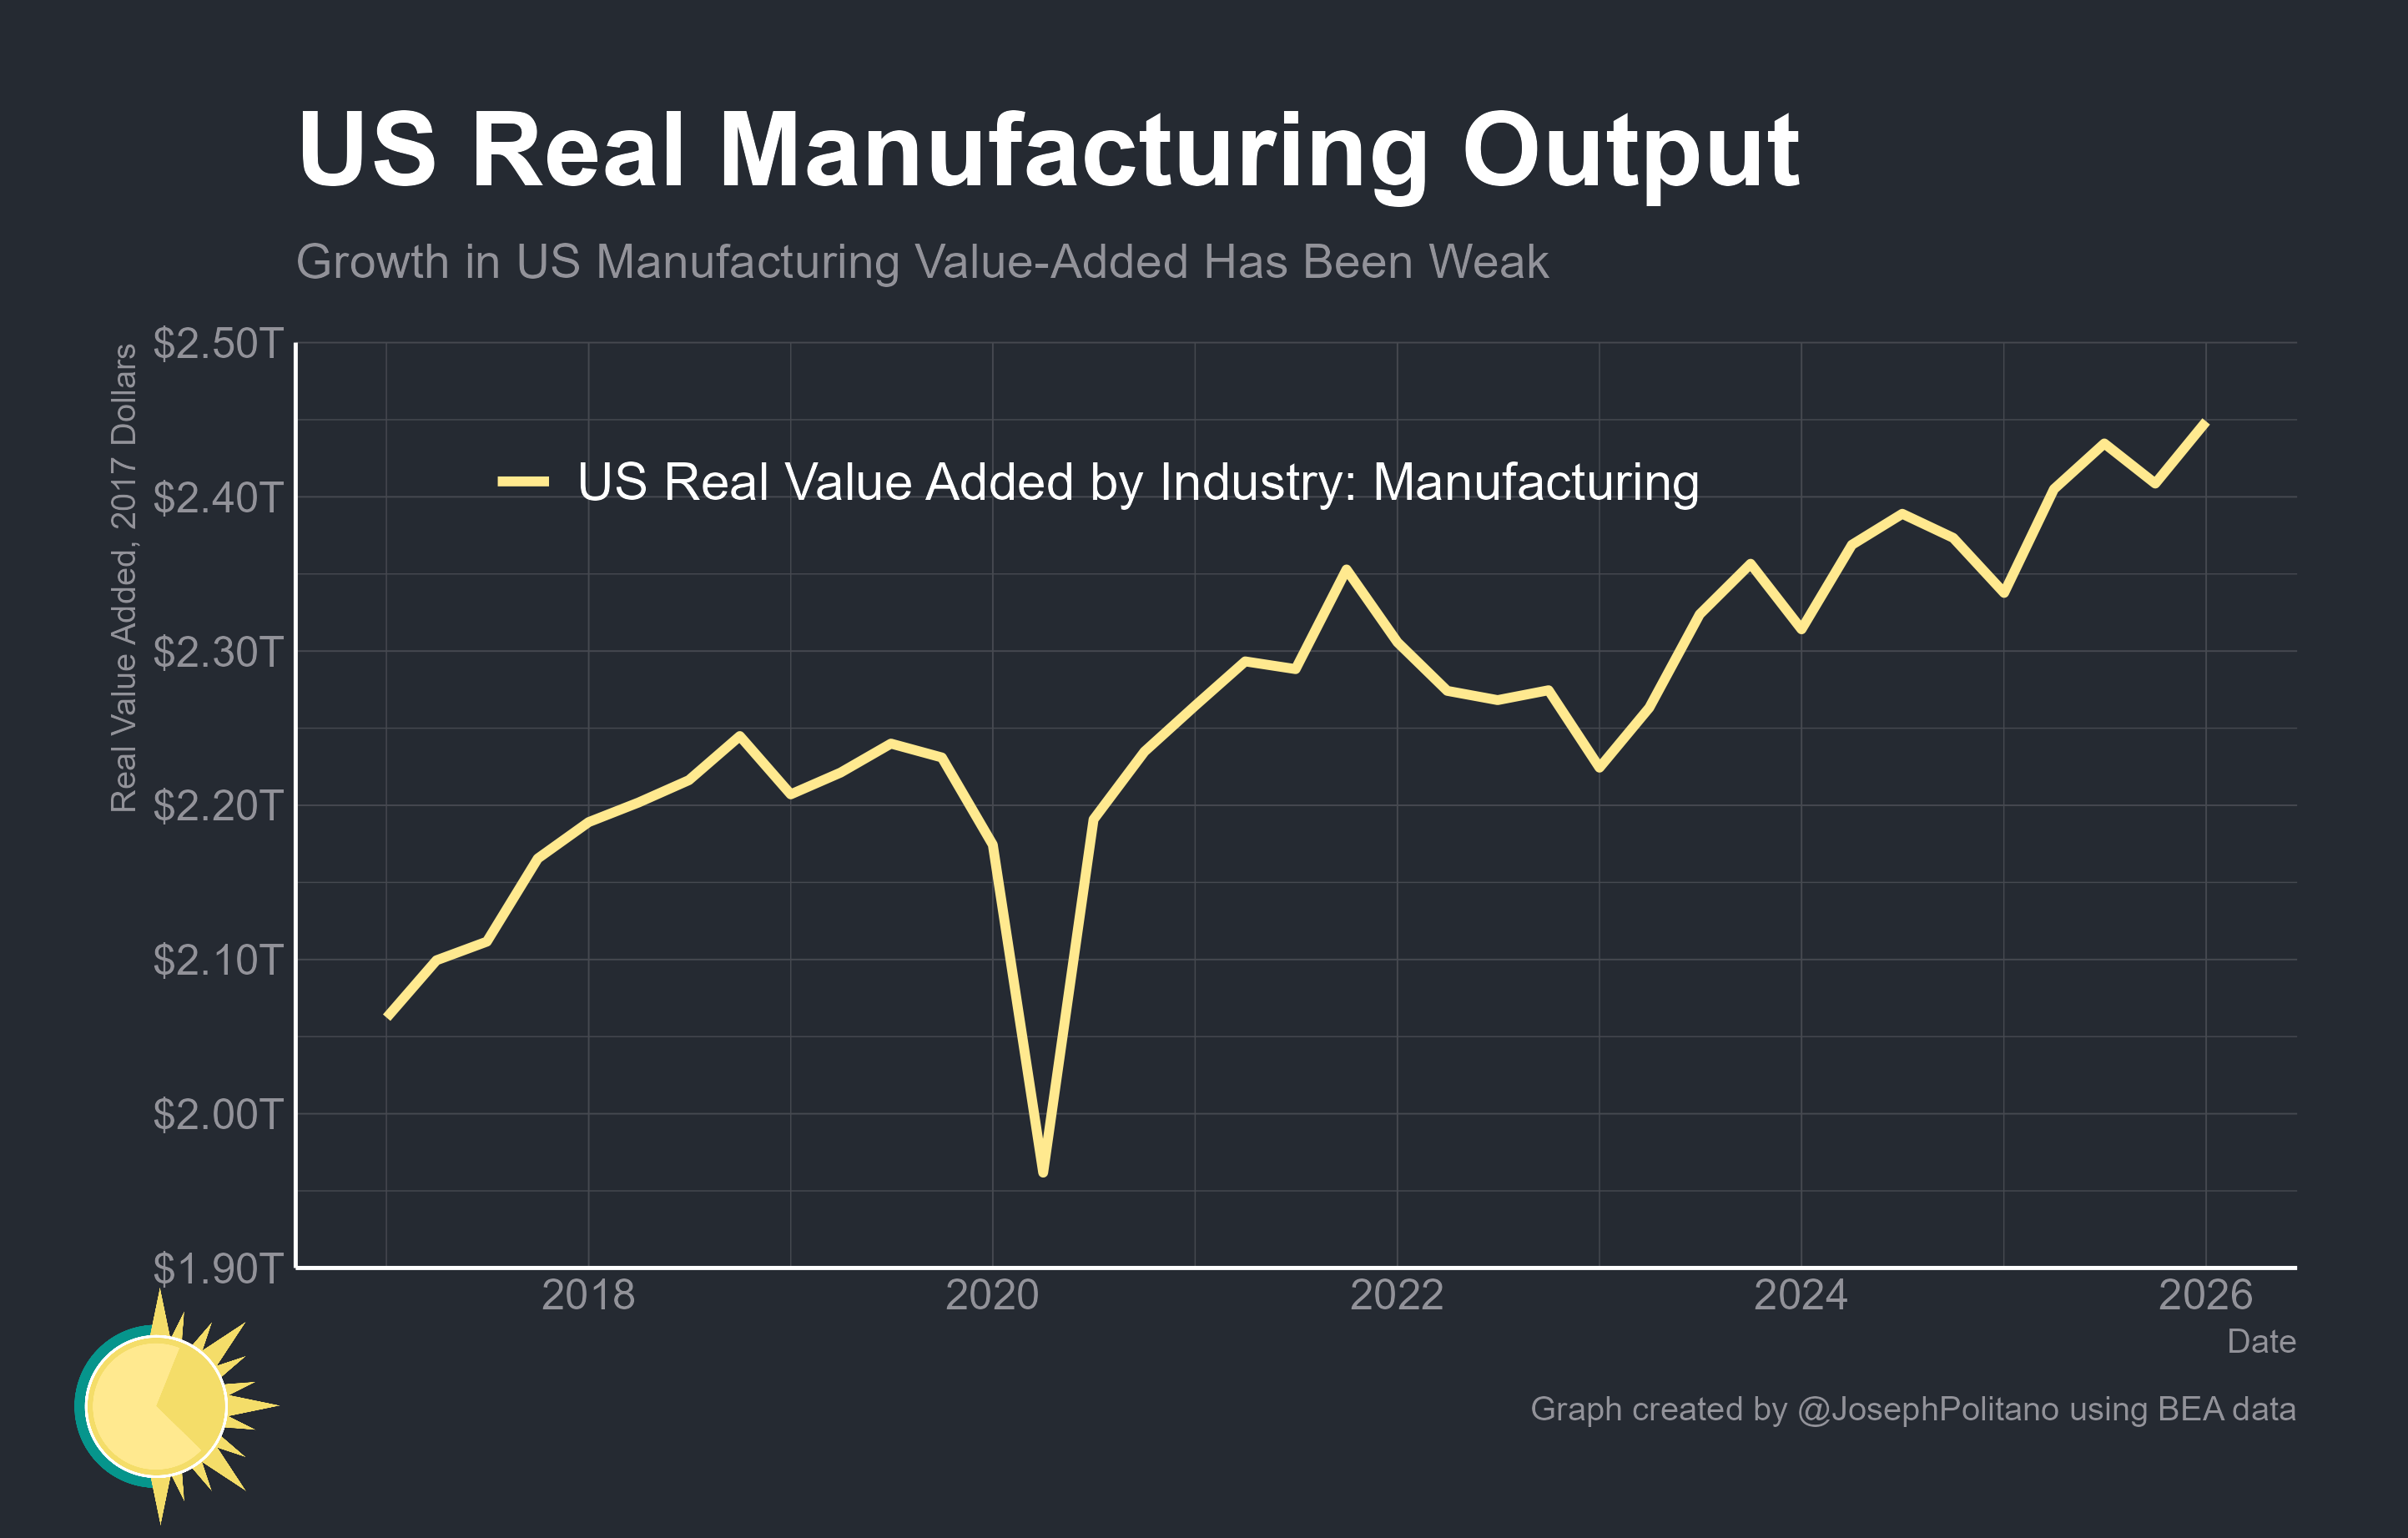 US Real Manufacturing Output
Growth in US Manufacturing Value-Added Has Been Weak
Real Value Added, 2017 Dollars
$2.50T
$2.40T
$2.30T
$2.20T
$2.10T
$2.00T
$1.90T
US Real Value Added by Industry: Manufacturing
2018 2020 2022 2024 2026
Date
Graph created by @JosephPolitano using BEA data